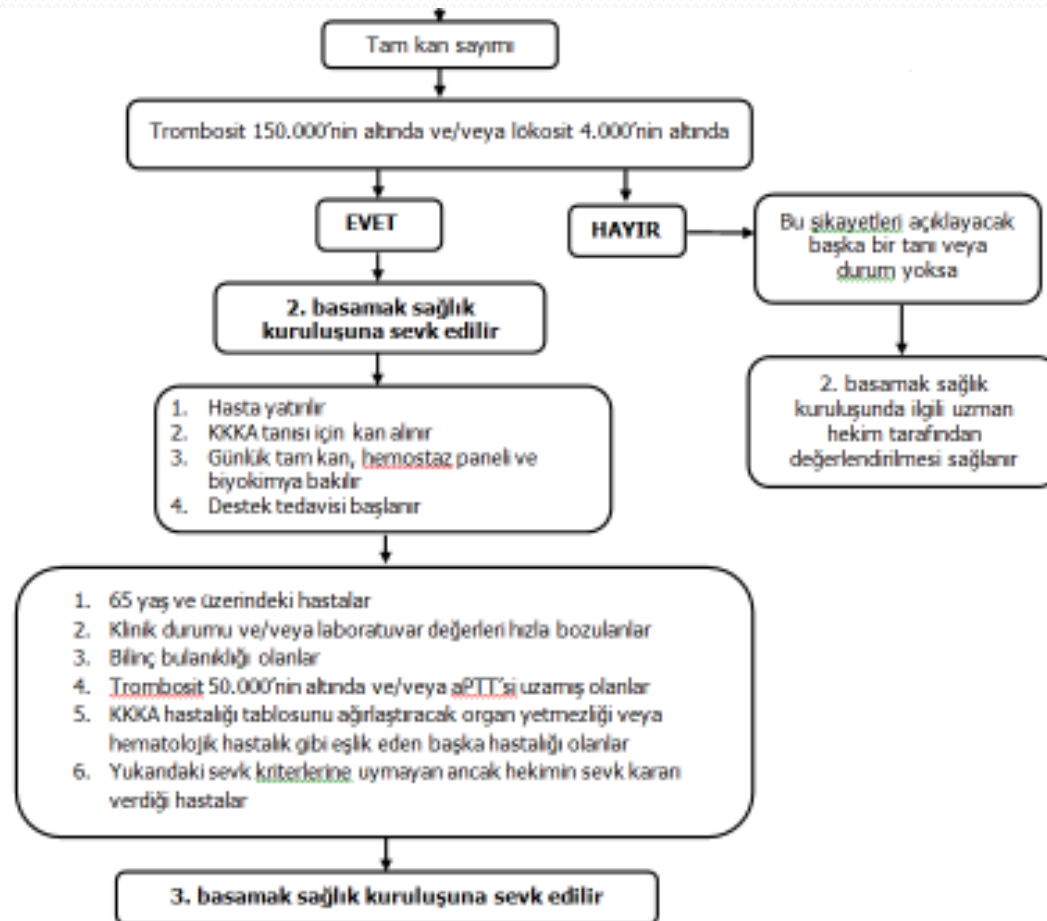 Tam kan sayımı
Trombosit 150.000'nin altında ve/veya lökosit 4.000'nin altında
EVET
HAYIR
Bu şikayetleri açıklayacak
başka bir tanı veya
durum yoksa
2. basamak sağlık
kuruluşuna sevk edilir
2. basamak sağlık
kuruluşunda ilgili uzman
hekim tarafından
değerlendirilmesi sağlanır
1. Hasta yatırılır
2. KKKA tanısı için kan alınır
3. Günlük tam kan, hemostaz paneli ve
biyokimya bakılır
4. Destek tedavisi başlanır
1. 65 yaş ve üzerindeki hastalar
2. Klinik durumu ve/veya laboratuvar değerleri hızla bozulanlar
3. Bilinç bulanıklığı olanlar
4. Trombosit 50.000'nin altında ve/veya aPTT'si uzamış olanlar
5. KKKA hastalığı tablosunu ağırlaştıracak organ yetmezliği veya
hematolojik hastalık gibi eşlik eden başka hastalığı olanlar
6. Yukarıdaki sevk kriterlerine uymayan ancak hekimin sevk kararı
verdiği hastalar
3. basamak sağlık kuruluşuna sevk edilir